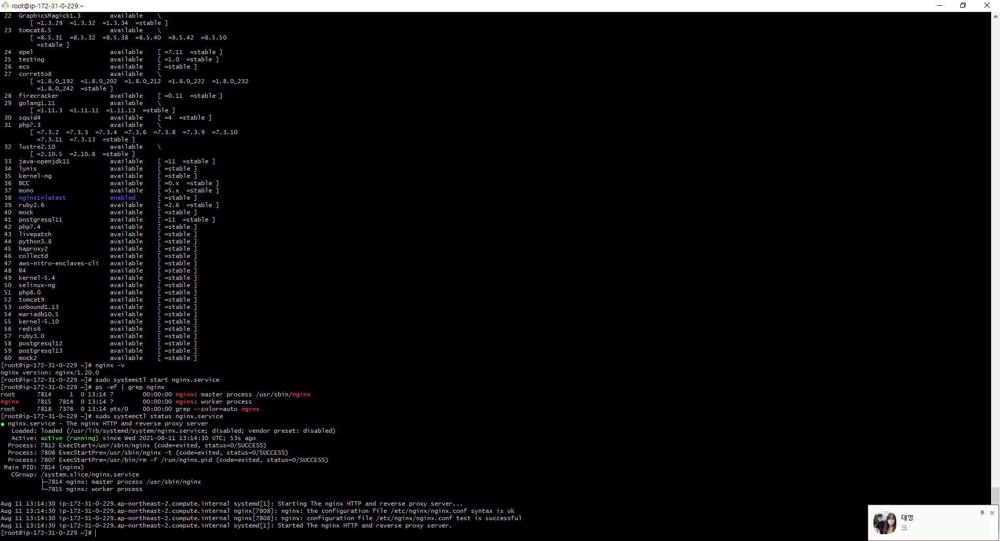 root@ip-172-31-0-229:~
22  GraphicsMagick1.3        available    \
        [ =1.3.29  =1.3.32  =1.3.34  =stable ]
23  tomcat8.5                available    \
        [ =8.5.31  =8.5.32  =8.5.38  =8.5.40  =8.5.42  =8.5.50
          =stable ]
24  epel                     available    [ =7.11  =stable ]
25  testing                  available    [ =1.0  =stable ]
26  ecs                      available    [ =stable ]
27  corretto8                available    \
        [ =1.8.0_192  =1.8.0_202  =1.8.0_212  =1.8.0_222  =1.8.0_232
          =1.8.0_242  =stable ]
28  firecracker              available    [ =0.11  =stable ]
29  golang1.11               available    \
        [ =1.11.3  =1.11.11  =1.11.13  =stable ]
30  squid4                   available    [ =4  =stable ]
31  php7.3                   available    \
        [ =7.3.2  =7.3.3  =7.3.4  =7.3.6  =7.3.8  =7.3.9  =7.3.10
          =7.3.11  =7.3.13  =stable ]
32  lustre2.10               available    \
        [ =2.10.5  =2.10.8  =stable ]
33  java-openjdk11           available    [ =11  =stable ]
34  lynis                    available    [ =stable ]
35  kernel-ng                available    [ =stable ]
36  BCC                      available    [ =0.x  =stable ]
37  mono                     available    [ =5.x  =stable ]
38  nginx1=latest            enabled      [ =stable ]
39  ruby2.6                  available    [ =2.6  =stable ]
40  mock                     available    [ =stable ]
41  postgresql11             available    [ =11  =stable ]
42  php7.4                   available    [ =stable ]
43  livepatch                available    [ =stable ]
44  python3.8                available    [ =stable ]
45  haproxy2                 available    [ =stable ]
46  collectd                 available    [ =stable ]
47  aws-nitro-enclaves-cli   available    [ =stable ]
48  R4                       available    [ =stable ]
49  kernel-5.4               available    [ =stable ]
50  selinux-ng               available    [ =stable ]
51  php8.0                   available    [ =stable ]
52  tomcat9                  available    [ =stable ]
53  unbound1.13              available    [ =stable ]
54  mariadb10.5              available    [ =stable ]
55  kernel-5.10              available    [ =stable ]
56  redis6                   available    [ =stable ]
57  ruby3.0                  available    [ =stable ]
58  postgresql12             available    [ =stable ]
59  postgresql13             available    [ =stable ]
60  mock2                    available    [ =stable ]
[root@ip-172-31-0-229 ~]# nginx -v
nginx version: nginx/1.20.0
[root@ip-172-31-0-229 ~]# sudo systemctl start nginx.service
[root@ip-172-31-0-229 ~]# ps -ef | grep nginx
root      7814     1  0 13:14 ?        00:00:00 nginx: master process /usr/sbin/nginx
nginx     7815  7814  0 13:14 ?        00:00:00 nginx: worker process
root      7818  7376  0 13:14 pts/0    00:00:00 grep --color=auto nginx
[root@ip-172-31-0-229 ~]# sudo systemctl status nginx.service
● nginx.service - The nginx HTTP and reverse proxy server
   Loaded: loaded (/usr/lib/systemd/system/nginx.service; disabled; vendor preset: disabled)
   Active: active (running) since Wed 2021-08-11 13:14:30 UTC; 53s ago
  Process: 7812 ExecStart=/usr/sbin/nginx (code=exited, status=0/SUCCESS)
  Process: 7808 ExecStartPre=/usr/sbin/nginx -t (code=exited, status=0/SUCCESS)
  Process: 7807 ExecStartPre=/usr/bin/rm -f /run/nginx.pid (code=exited, status=0/SUCCESS)
 Main PID: 7814 (nginx)
   CGroup: /system.slice/nginx.service
           ├─7814 nginx: master process /usr/sbin/nginx
           └─7815 nginx: worker process
Aug 11 13:14:30 ip-172-31-0-229.ap-northeast-2.compute.internal systemd[1]: Starting The nginx HTTP and reverse proxy server...
Aug 11 13:14:30 ip-172-31-0-229.ap-northeast-2.compute.internal nginx[7808]: nginx: the configuration file /etc/nginx/nginx.conf syntax is ok
Aug 11 13:14:30 ip-172-31-0-229.ap-northeast-2.compute.internal nginx[7808]: nginx: configuration file /etc/nginx/nginx.conf test is successful
Aug 11 13:14:30 ip-172-31-0-229.ap-northeast-2.compute.internal systemd[1]: Started The nginx HTTP and reverse proxy server.
[root@ip-172-31-0-229 ~]#
대영
크